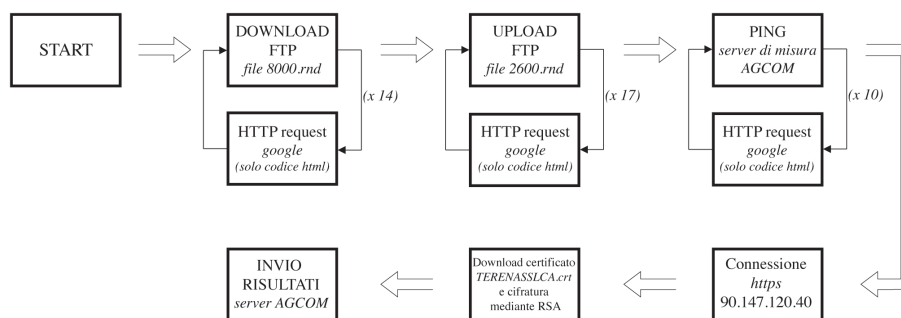 START
DOWNLOAD
FTP
file 8000.rnd
(x 14)
HTTP request
google
(solo codice html)
UPLOAD
FTP
file 2600.rnd
(x 17)
HTTP request
google
(solo codice html)
PING
server di misura
AGCOM
(x 10)
HTTP request
google
(solo codice html)
Connessione
https
90.147.120.40
Download certificato
TERENASSLCA.crt
e cifratura
mediante RSA
INVIO
RISULTATI
server AGCOM